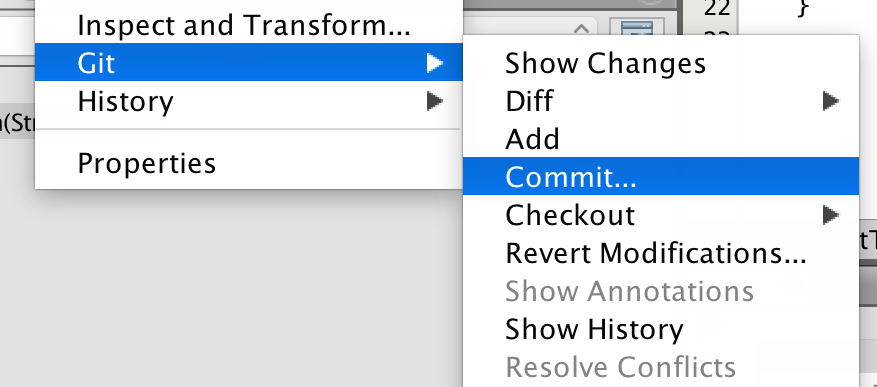 Inspect and Transform...
Git
History
Properties
Show Changes
Diff
Add
Commit...
Checkout
Revert Modifications...
Show Annotations
Show History
Resolve Conflicts
22 }